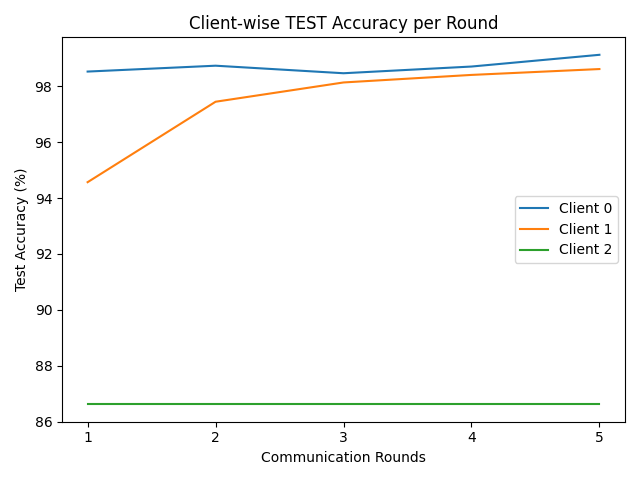 Client-wise TEST Accuracy per Round
Test Accuracy (%)
98
96
94
92
90
88
86
Client 0
Client 1
Client 2
1 2 3 4 5
Communication Rounds